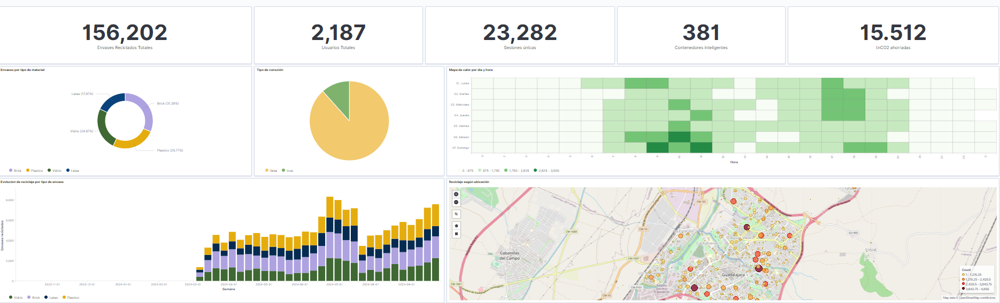 156,202
Envases Reciclados Totales
2,187
Usuarios Totales
23,282
Sesiones únicas
381
Contenedores inteligentes
15.512
tnCO2 ahorradas
Envases por tipo de material
Latas (17.97%)
Brick (31.39%)
Vidrio (24.87%)
Plastico (25.77%)
Brick
Plastico
Vidrio
Latas
Tipo de conexión
false
true
Mapa de calor por día y hora
01. Lunes
02. Martes
03. Miércoles
04. Jueves
05. Viernes
06. Sábado
07. Domingo
1 2 3 4 5 6 7 8 9 10 11 12 13 14 15 16 17 18 19 20 21 22 23 0
Hora
0 - 875
875 - 1,750
1,750 - 2,625
2,625 - 3,500
Evolucion de reciclaje por tipo de envase
Envases reciclados
8,000
6,000
4,000
2,000
0
2023-11-01 2023-12-01 2024-01-01 2024-02-01 2024-03-01 2024-04-01 2024-05-01 2024-06-01 2024-07-01 2024-08-01 2024-09-01
Semana
Vidrio
Brick
Latas
Plastico
Reciclaje según ubicación
Cabanillas del Campo
CM-101
CM-10
CM-1008
GU-905
Iriépal
Cabanillas
del Campo
CM-1007
Guadalajara
CM-1007
CM-9101
CM-10
Count
1 - 1,215.25
1,215.25 - 2,429.5
2,429.5 - 3,643.75
3,643.75 - 4,858
Map data © OpenStreetMap contributors